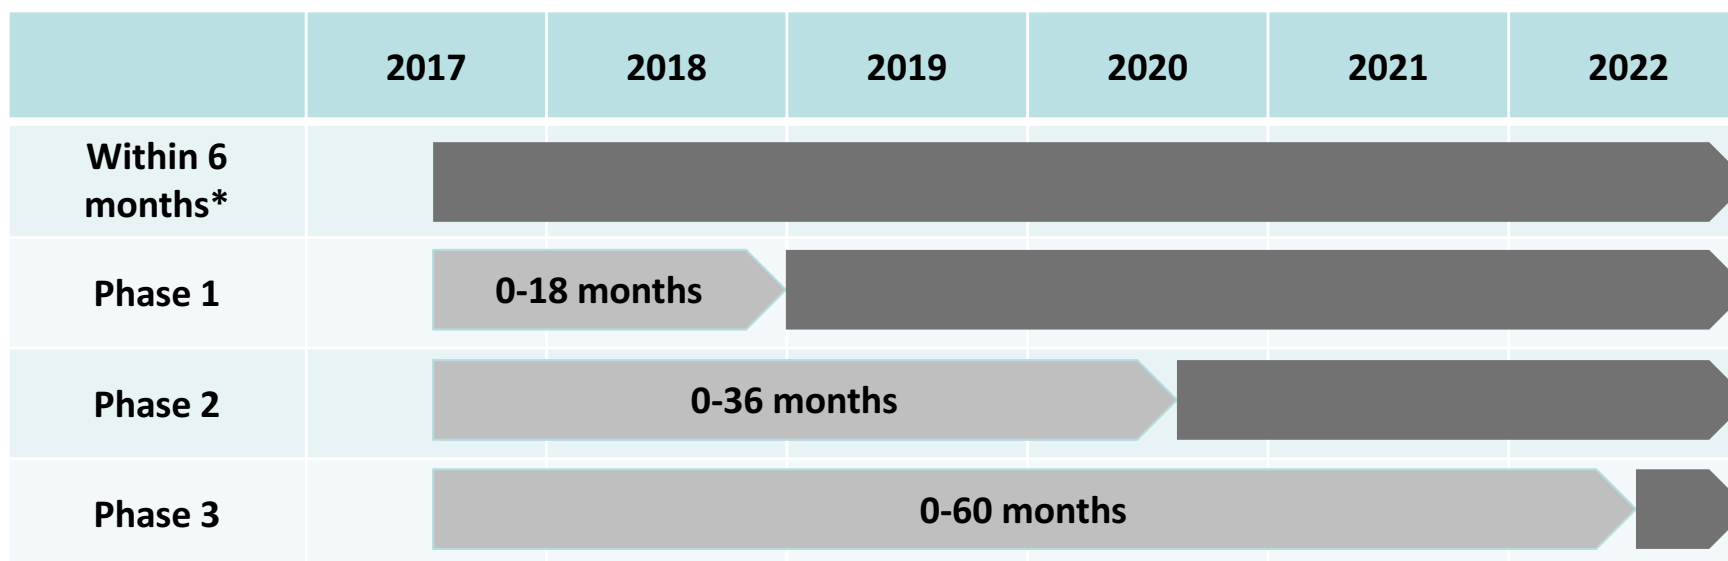 2017 2018 2019 2020 2021 2022
Within 6
months*
Phase 1 0-18 months
Phase 2 0-36 months
Phase 3 0-60 months